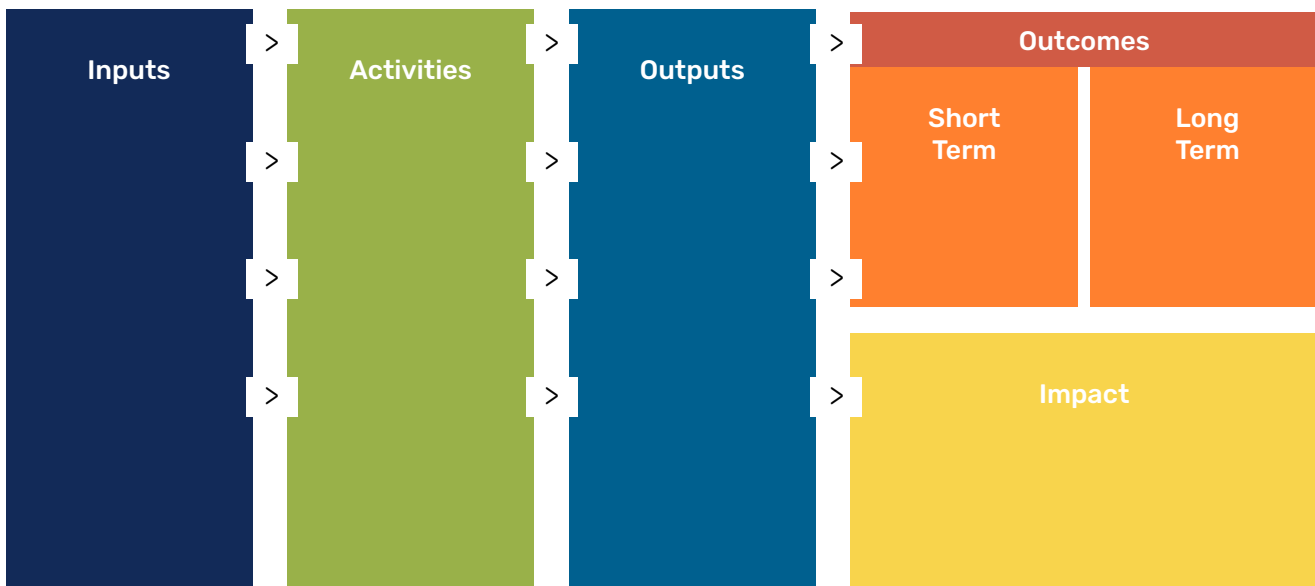 Inputs
>
>
>
>
Activities
>
>
>
>
Outputs
>
>
>
>
Outcomes
Short
Term
Long
Term
Impact